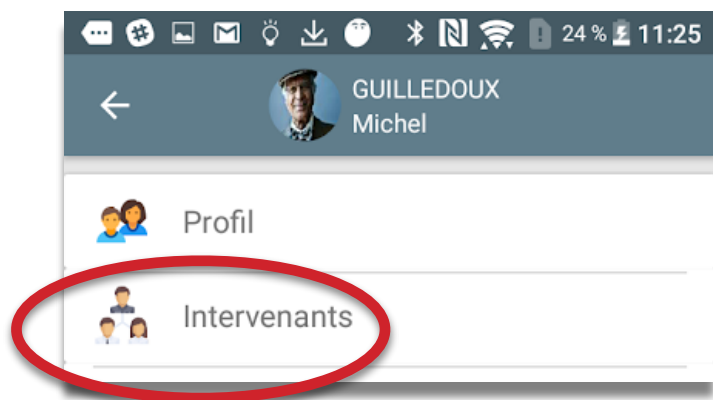 24 % 11:25
GUILLEDOUX
Michel
Profil
Intervenants